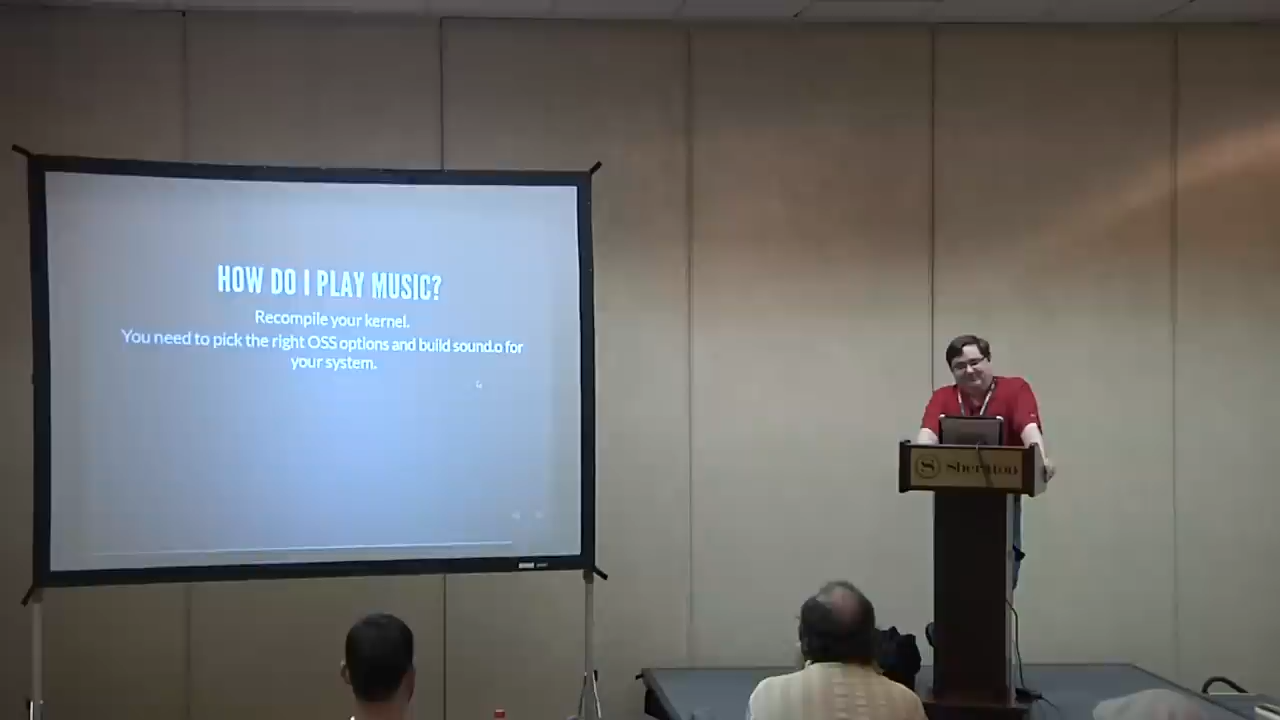 HOW DO I PLAY MUSIC?
Recompile your kernel.
You need to pick the right OSS options and build sound.o for
your system.
S Sheraton